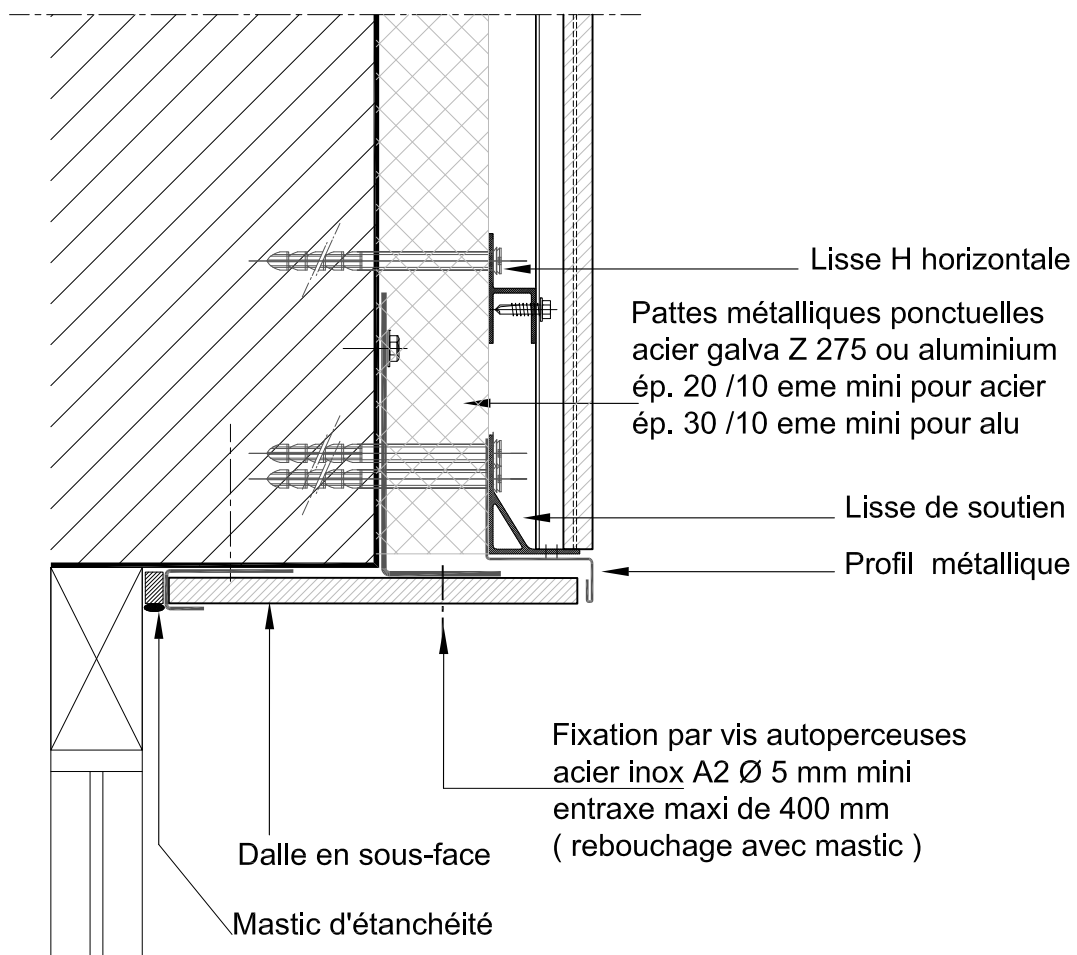 Lisse H horizontale
Pattes métalliques ponctuelles
acier galva Z 275 ou aluminium
ép. 20 /10 eme mini pour acier
ép. 30 /10 eme mini pour alu
Lisse de soutien
Profil métallique
Fixation par vis autoperceuses
acier inox A2 Ø 5 mm mini
entraxe maxi de 400 mm
( rebouchage avec mastic )
Dalle en sous-face
Mastic d'étanchéité